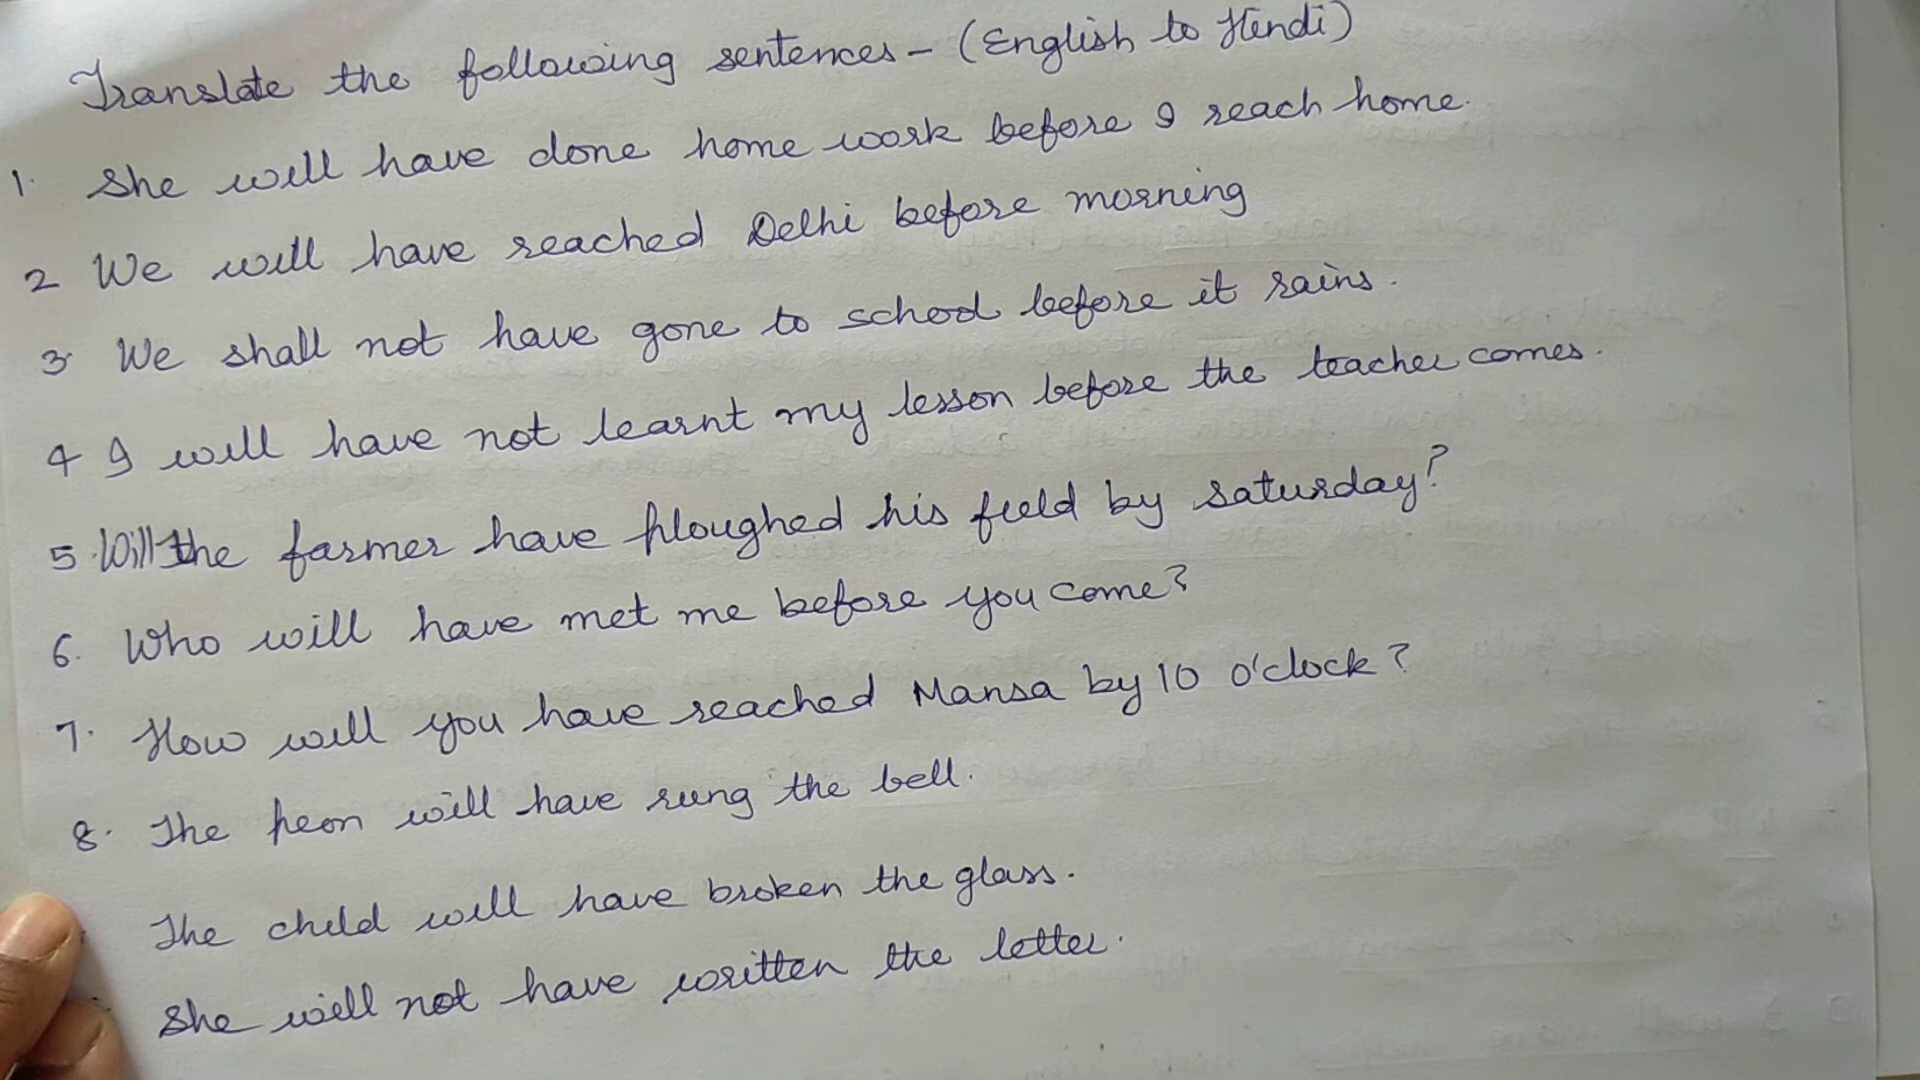 Translate the following sentences - (English to Hindi)
1. She will have done home work before I reach home.
2 We will have reached Delhi before morning
3. We shall not have gone to school before it rains.
4 I will have not learnt my lesson before the teacher comes.
5. Will the farmer have ploughed his field by saturday?
6. Who will have met me before you come?
7. How will you have reached Mansa by 10 o'clock?
8. The peon will have rung the bell.
The child will have broken the glass.
She will not have written the letter.